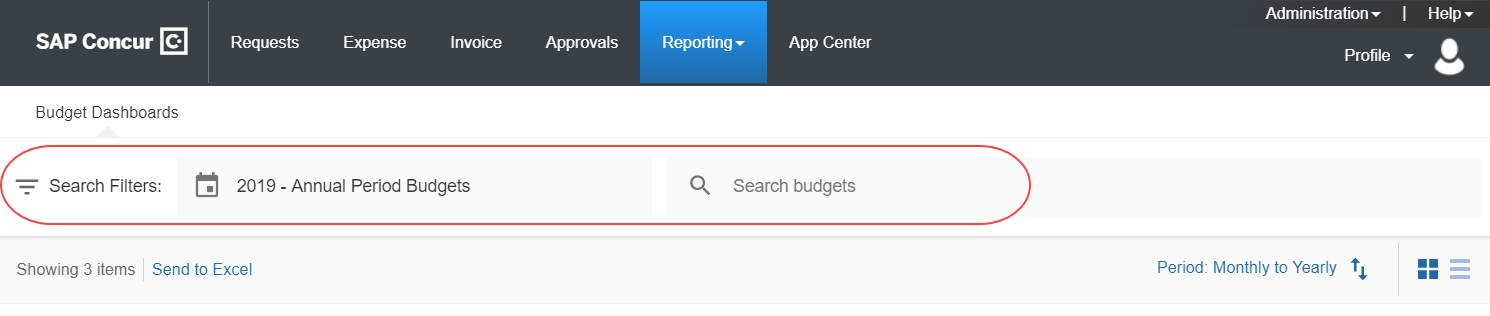 Administration | Help
SAP Concur C. Requests Expense Invoice Approvals Reporting App Center
Profile
Budget Dashboards
Search Filters: 2019 - Annual Period Budgets Search budgets
Showing 3 items Send to Excel Period: Monthly to Yearly